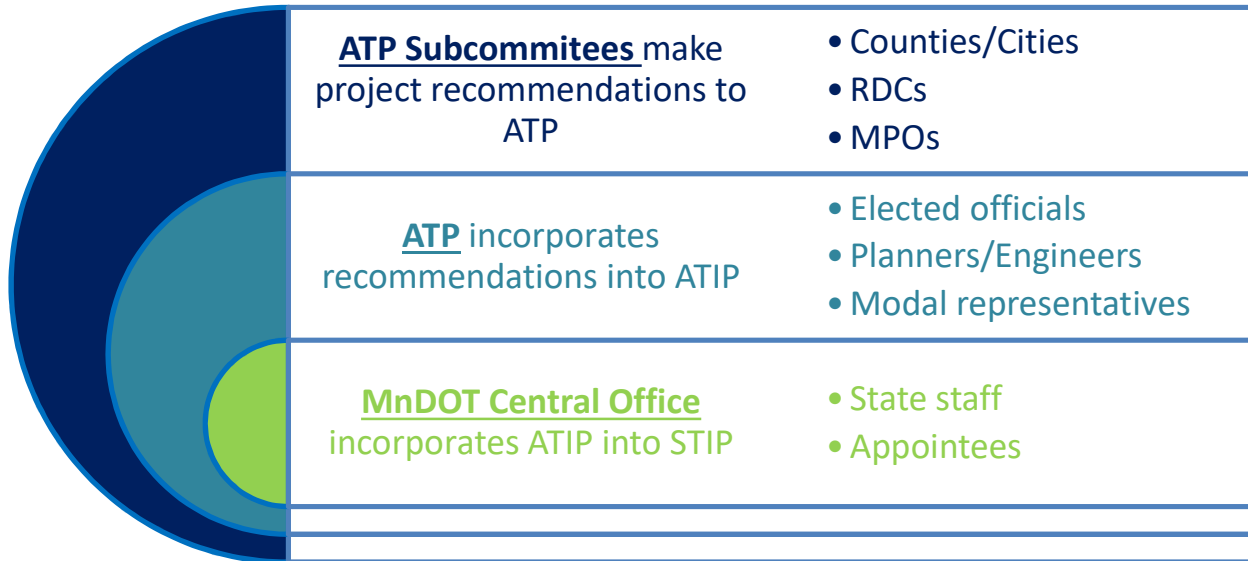 ATP Subcommitees make
project recommendations to
ATP
• Counties/Cities
• RDCs
• MPOs
ATP incorporates
recommendations into ATIP
• Elected officials
• Planners/Engineers
• Modal representatives
MnDOT Central Office
incorporates ATIP into STIP
• State staff
• Appointees